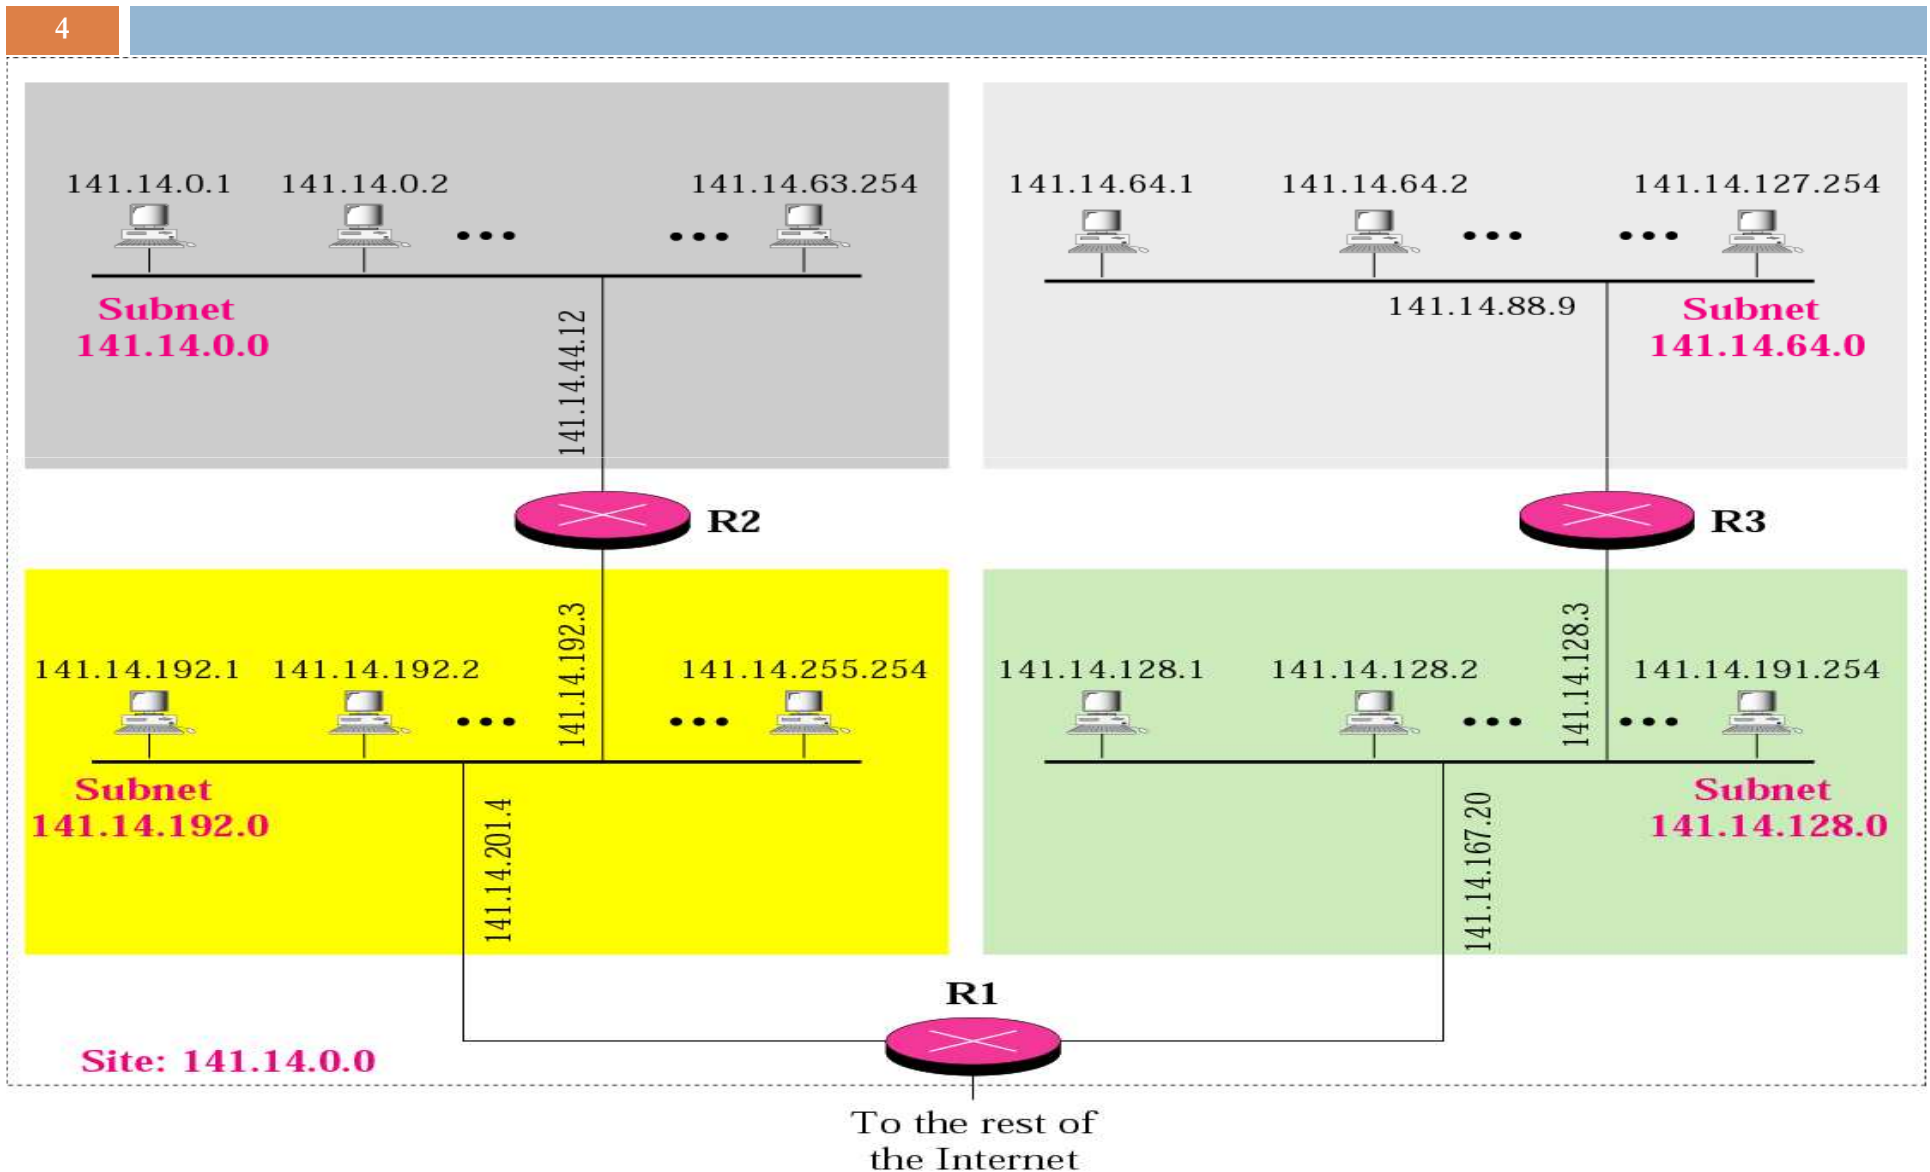 4
141.14.0.1
141.14.0.2
141.14.63.254
Subnet
141.14.0.0
141.14.44.12
141.14.64.1
141.14.64.2
141.14.127.254
141.14.88.9
Subnet
141.14.64.0
R2
R3
141.14.192.1
141.14.192.2
141.14.192.3
141.14.255.254
Subnet
141.14.192.0
141.14.201.4
141.14.128.1
141.14.128.2
141.14.128.3
141.14.191.254
Subnet
141.14.128.0
141.14.167.20
R1
Site: 141.14.0.0
To the rest of
the Internet